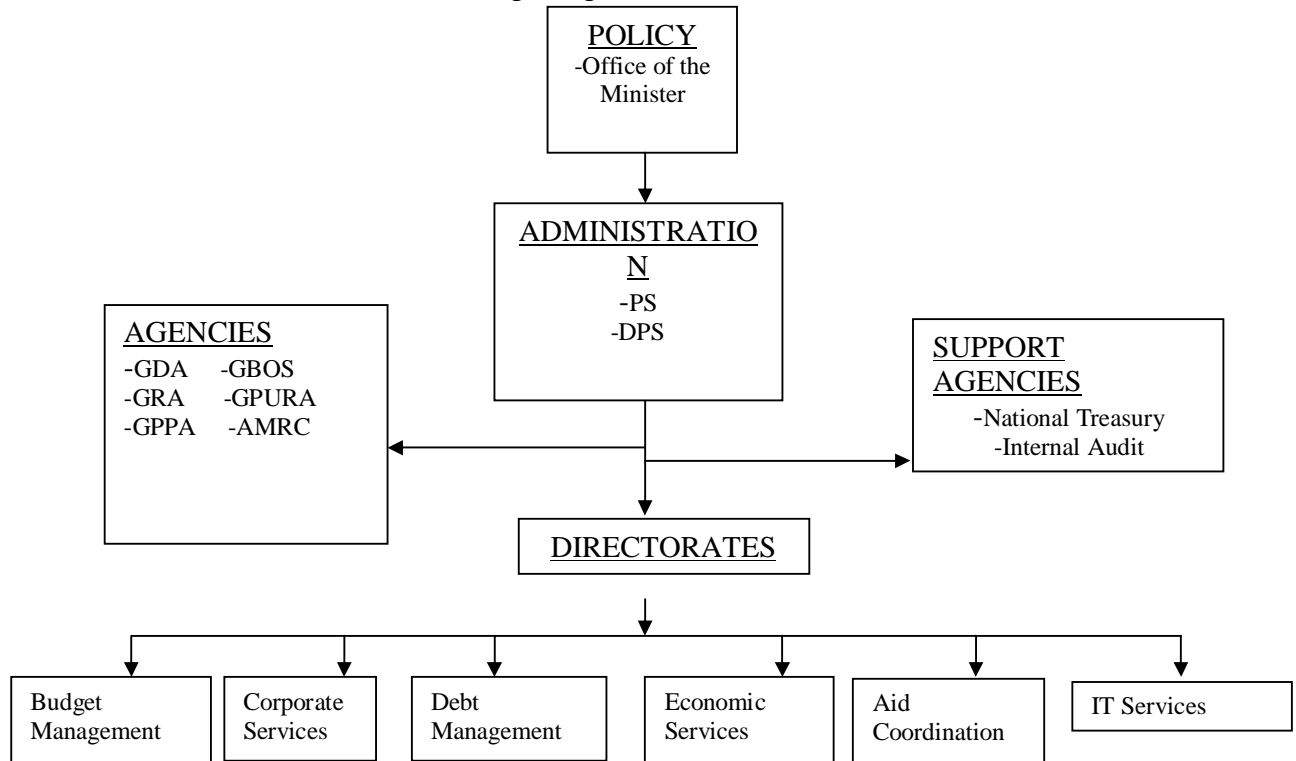 POLICY
-Office of the
Minister
ADMINISTRATIO
N
-PS
-DPS
AGENCIES
-GDA -GBOS
-GRA -GPURA
-GPPA -AMRC
SUPPORT
AGENCIES
-National Treasury
-Internal Audit
DIRECTORATES
Budget
Management
Corporate
Services
Debt
Management
Economic
Services
Aid
Coordination
IT Services